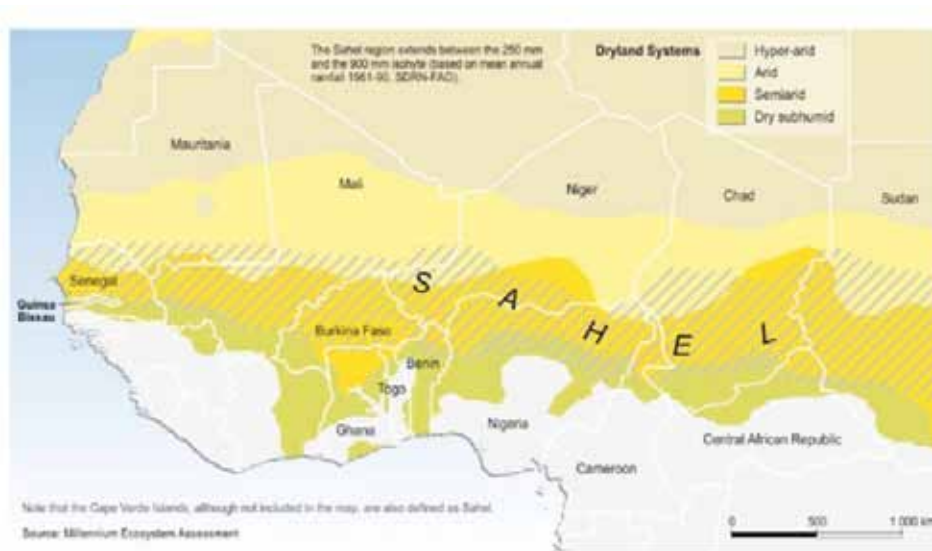 The Sahel region extends between the 250 mm
and the 900 mm isohyte (based on mean annual
rainfall 1961-90, SDRN-FAO).
Dryland Systems
Hyper-arid
Arid
Semiarid
Dry subhumid
Mauritania
Mali
Niger
Chad
Sudan
Senegal
Guinea
Bissau
S A H E L
Burkina Faso
Benin
Togo
Ghana
Nigeria
Cameroon
Central African Republic
Note that the Cape Verde Islands, although not included in the map, are also defined as Sahel.
Source: Millennium Ecosystem Assessment
0 500 1 000 km